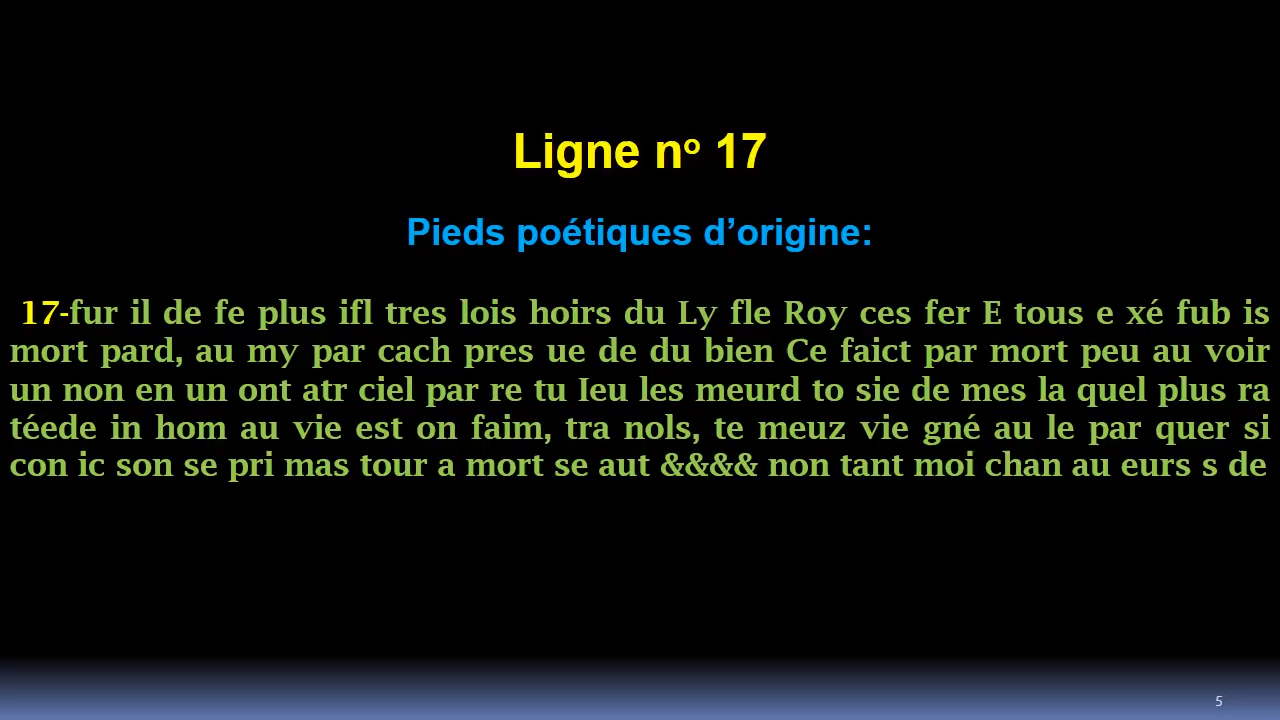 Ligne nº 17
Pieds poétiques d’origine:
17-fur il de fe plus ifl tres lois hoirs du Ly fle Roy ces fer E tous e xé fub is
mort pard, au my par cach pres ue de du bien Ce faict par mort peu au voir
un non en un ont atr ciel par re tu Ieu les meurd to sie de mes la quel plus ra
téede in hom au vie est on faim, tra nols, te meuz vie gné au le par quer si
con ic son se pri mas tour a mort se aut &&&& non tant moi chan au eurs s de
5